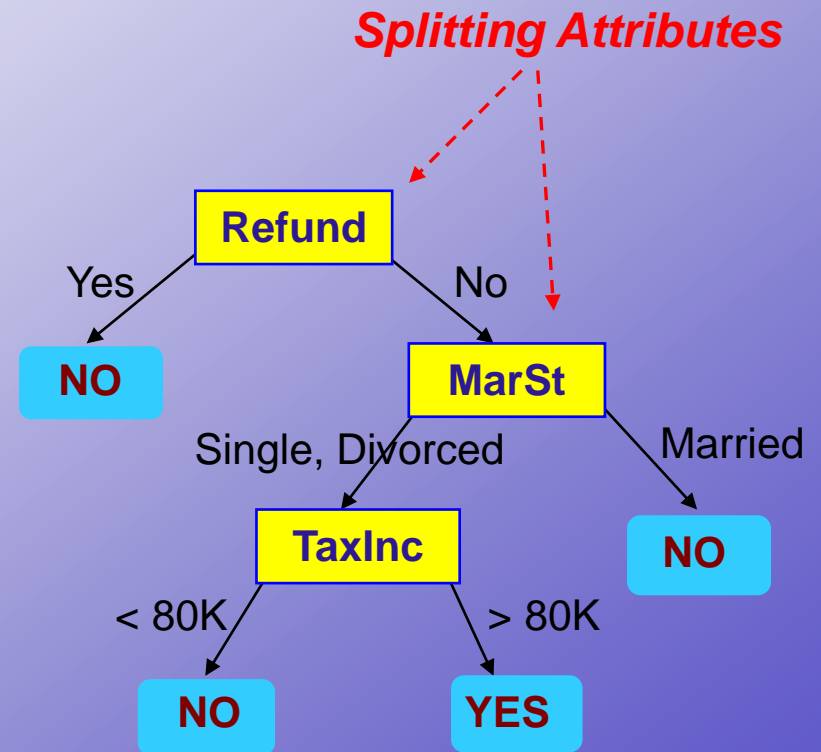 Splitting Attributes
Refund
Yes
No
NO
MarSt
Single, Divorced
Married
TaxInc
NO
< 80K
> 80K
NO
YES